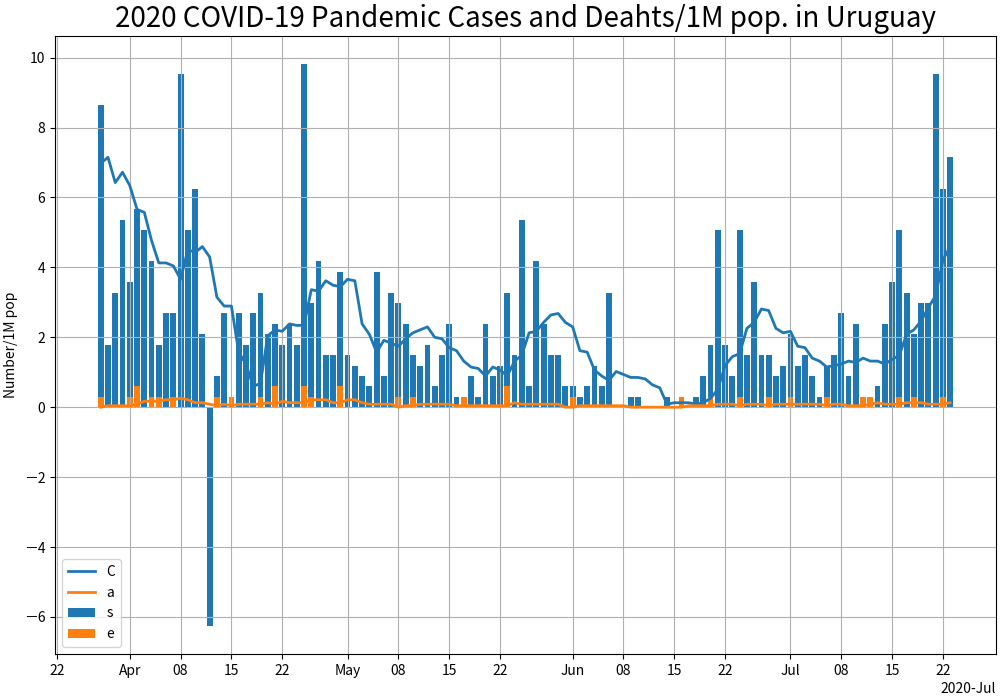 2020 COVID-19 Pandemic Cases and Deahts/1M pop. in Uruguay
Number/1M pop
10
8
6
4
2
0
−2
−4
−6
C
a
s
e
22 Apr 08 15 22 May 08 15 22 Jun 08 15 22 Jul 08 15 22
2020-Jul